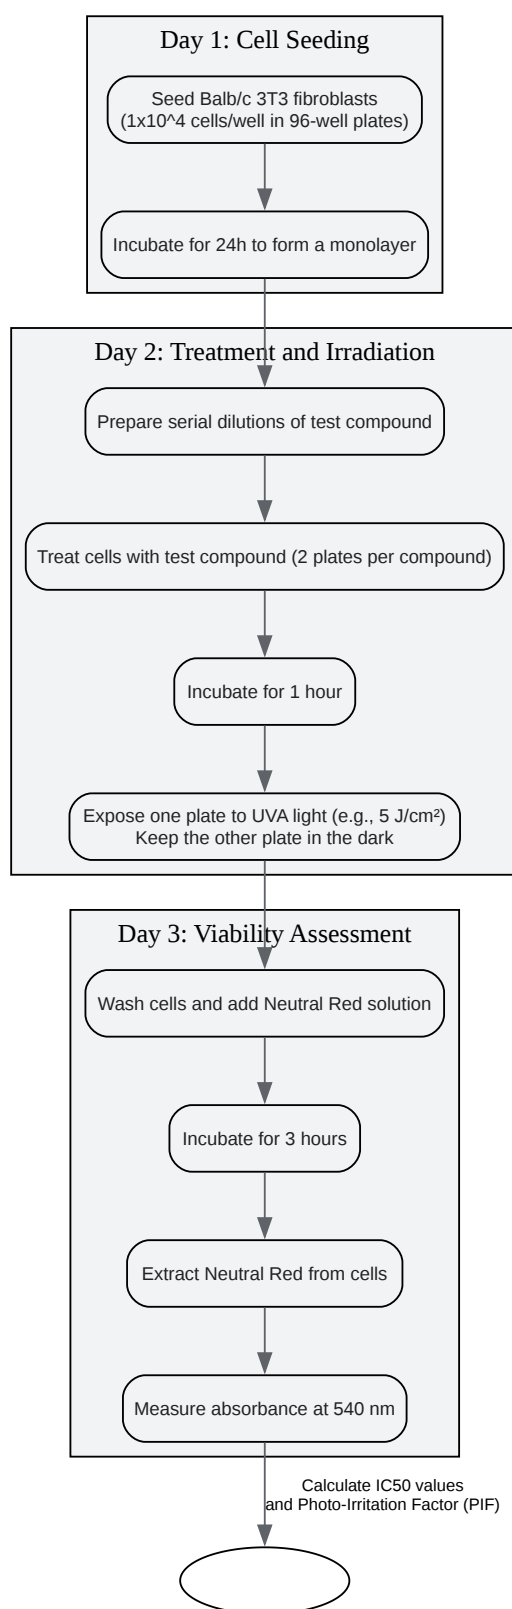 Day 1: Cell Seeding
Seed Balb/c 3T3 fibroblasts
(1x10^4 cells/well in 96-well plates)
Incubate for 24h to form a monolayer
Day 2: Treatment and Irradiation
Prepare serial dilutions of test compound
Treat cells with test compound (2 plates per compound)
Incubate for 1 hour
Expose one plate to UVA light (e.g., 5 J/cm²)
Keep the other plate in the dark
Day 3: Viability Assessment
Wash cells and add Neutral Red solution
Incubate for 3 hours
Extract Neutral Red from cells
Measure absorbance at 540 nm
Calculate IC50 values
and Photo-Irritation Factor (PIF)